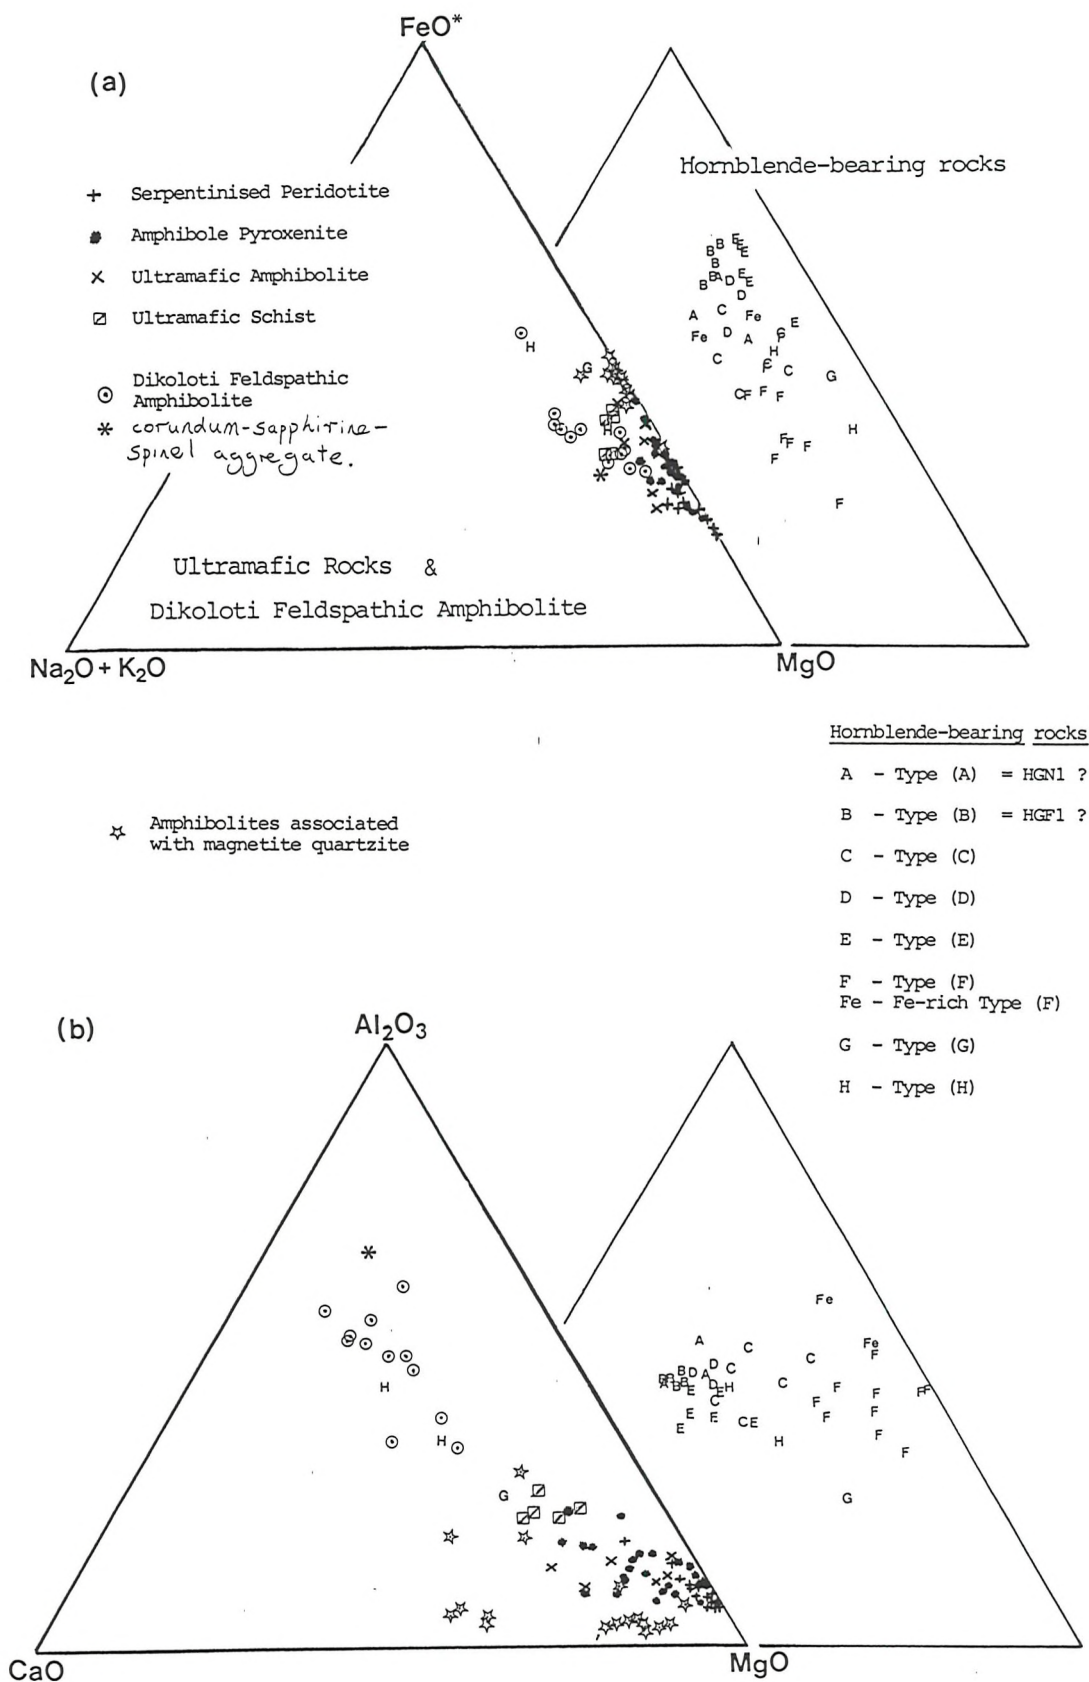 (a)
FeO*
Hornblende-bearing rocks
+ Serpentinised Peridotite
Amphibole Pyroxenite
× Ultramafic Amphibolite
Ultramafic Schist
Dikoloti Feldspathic
Amphibolite
* corundum-sapphirine-
spinel aggregate.
Ultramafic Rocks &
Dikoloti Feldspathic Amphibolite
Na₂O + K₂O
MgO
Hornblende-bearing rocks
A - Type (A) = HGN1 ?
B - Type (B) = HGF1 ?
C - Type (C)
D - Type (D)
E - Type (E)
F - Type (F)
Fe - Fe-rich Type (F)
G - Type (G)
H - Type (H)
Amphibolites associated
with magnetite quartzite
(b)
Al₂O₃
CaO
MgO